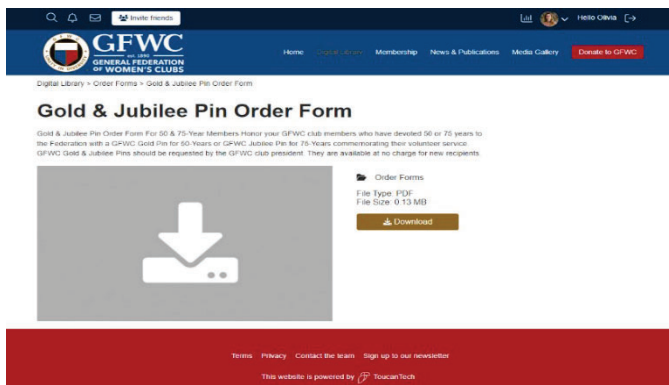 Invite friends
Hello Olivia
GFWC
est. 1890
GENERAL FEDERATION
OF WOMEN'S CLUBS
Home Digital Library Membership News & Publications Media Gallery Donate to GFWC
Digital Library > Order Forms > Gold & Jubilee Pin Order Form
Gold & Jubilee Pin Order Form
Gold & Jubilee Pin Order Form For 50 & 75-Year Members Honor your GFWC club members who have devoted 50 or 75 years to
the Federation with a GFWC Gold Pin for 50-Years or GFWC Jubilee Pin for 75-Years commemorating their volunteer service.
GFWC Gold & Jubilee Pins should be requested by the GFWC club president. They are available at no charge for new recipients.
Order Forms
File Type: PDF
File Size: 0.13 MB
Download
Terms Privacy Contact the team Sign up to our newsletter
This website is powered by ToucanTech